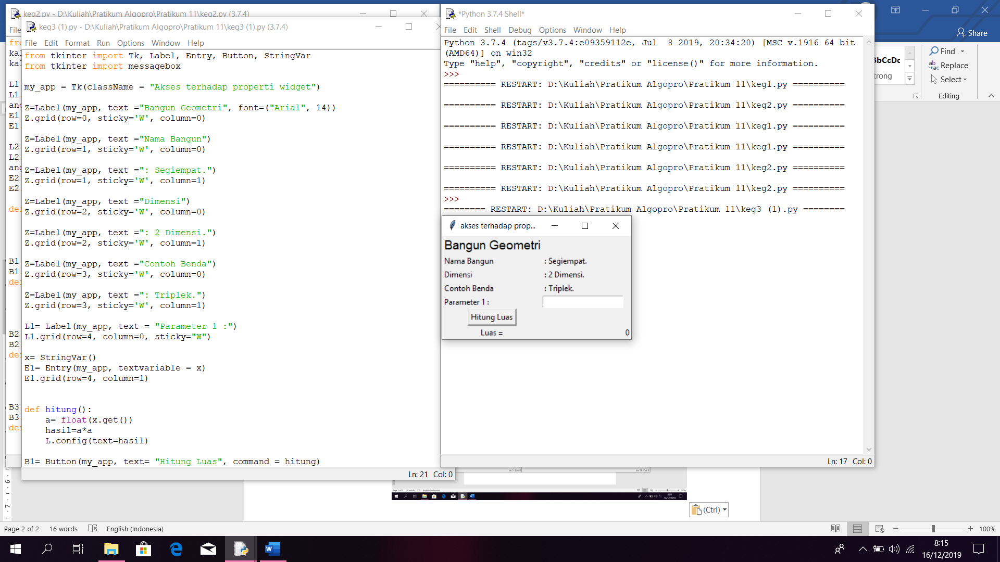 keg2.py - D:\Kuliah\Pratikum Algopro\Pratikum 11\keg2.py (3.7.4)
File
fro
kal
kal
L1
L1
ang
E1
E1
L2
L2
ang
E2
E2
def
B1
B1
def
B2
B2
def
B3
B3
def
keg3 (1).py - D:\Kuliah\Pratikum Algopro\Pratikum 11\keg3 (1).py (3.7.4)
File Edit Format Run Options Window Help
from tkinter import Tk, Label, Entry, Button, StringVar
from tkinter import messagebox
my_app = Tk(className = "Akses terhadap properti widget")
Z=Label(my_app, text ="Bangun Geometri", font=("Arial", 14))
Z.grid(row=0, sticky='W', column=0)
Z=Label(my_app, text ="Nama Bangun")
Z.grid(row=1, sticky='W', column=0)
Z=Label(my_app, text =": Segiempat.")
Z.grid(row=1, sticky='W', column=1)
Z=Label(my_app, text ="Dimensi")
Z.grid(row=2, sticky='W', column=0)
Z=Label(my_app, text =": 2 Dimensi.")
Z.grid(row=2, sticky='W', column=1)
Z=Label(my_app, text ="Contoh Benda")
Z.grid(row=3, sticky='W', column=0)
Z=Label(my_app, text =": Triplek.")
Z.grid(row=3, sticky='W', column=1)
L1= Label(my_app, text = "Parameter 1 :")
L1.grid(row=4, column=0, sticky="W")
x= StringVar()
E1= Entry(my_app, textvariable = x)
E1.grid(row=4, column=1)
def hitung():
    a= float(x.get())
    hasil=a*a
    L.config(text=hasil)
B1= Button(my_app, text= "Hitung Luas", command = hitung)
Ln: 21 Col: 0
*Python 3.7.4 Shell*
File Edit Shell Debug Options Window Help
Python 3.7.4 (tags/v3.7.4:e09359112e, Jul  8 2019, 20:34:20) [MSC v.1916 64 bit
(AMD64)] on win32
Type "help", "copyright", "credits" or "license()" for more information.
>>>
========== RESTART: D:\Kuliah\Pratikum Algopro\Pratikum 11\keg1.py ==========
========== RESTART: D:\Kuliah\Pratikum Algopro\Pratikum 11\keg2.py ==========
========== RESTART: D:\Kuliah\Pratikum Algopro\Pratikum 11\keg1.py ==========
========== RESTART: D:\Kuliah\Pratikum Algopro\Pratikum 11\keg1.py ==========
========== RESTART: D:\Kuliah\Pratikum Algopro\Pratikum 11\keg2.py ==========
========== RESTART: D:\Kuliah\Pratikum Algopro\Pratikum 11\keg2.py ==========
>>>
======== RESTART: D:\Kuliah\Pratikum Algopro\Pratikum 11\keg3 (1).py ========
akses terhadap prop...
Bangun Geometri
Nama Bangun : Segiempat.
Dimensi : 2 Dimensi.
Contoh Benda : Triplek.
Parameter 1 :
Hitung Luas
Luas = 0
Ln: 17 Col: 0
Share
Find
Replace
Select
Editing
bCcDc
trong
(Ctrl)
6
7
Page 2 of 2 16 words English (Indonesia) 100%
8:15
16/12/2019